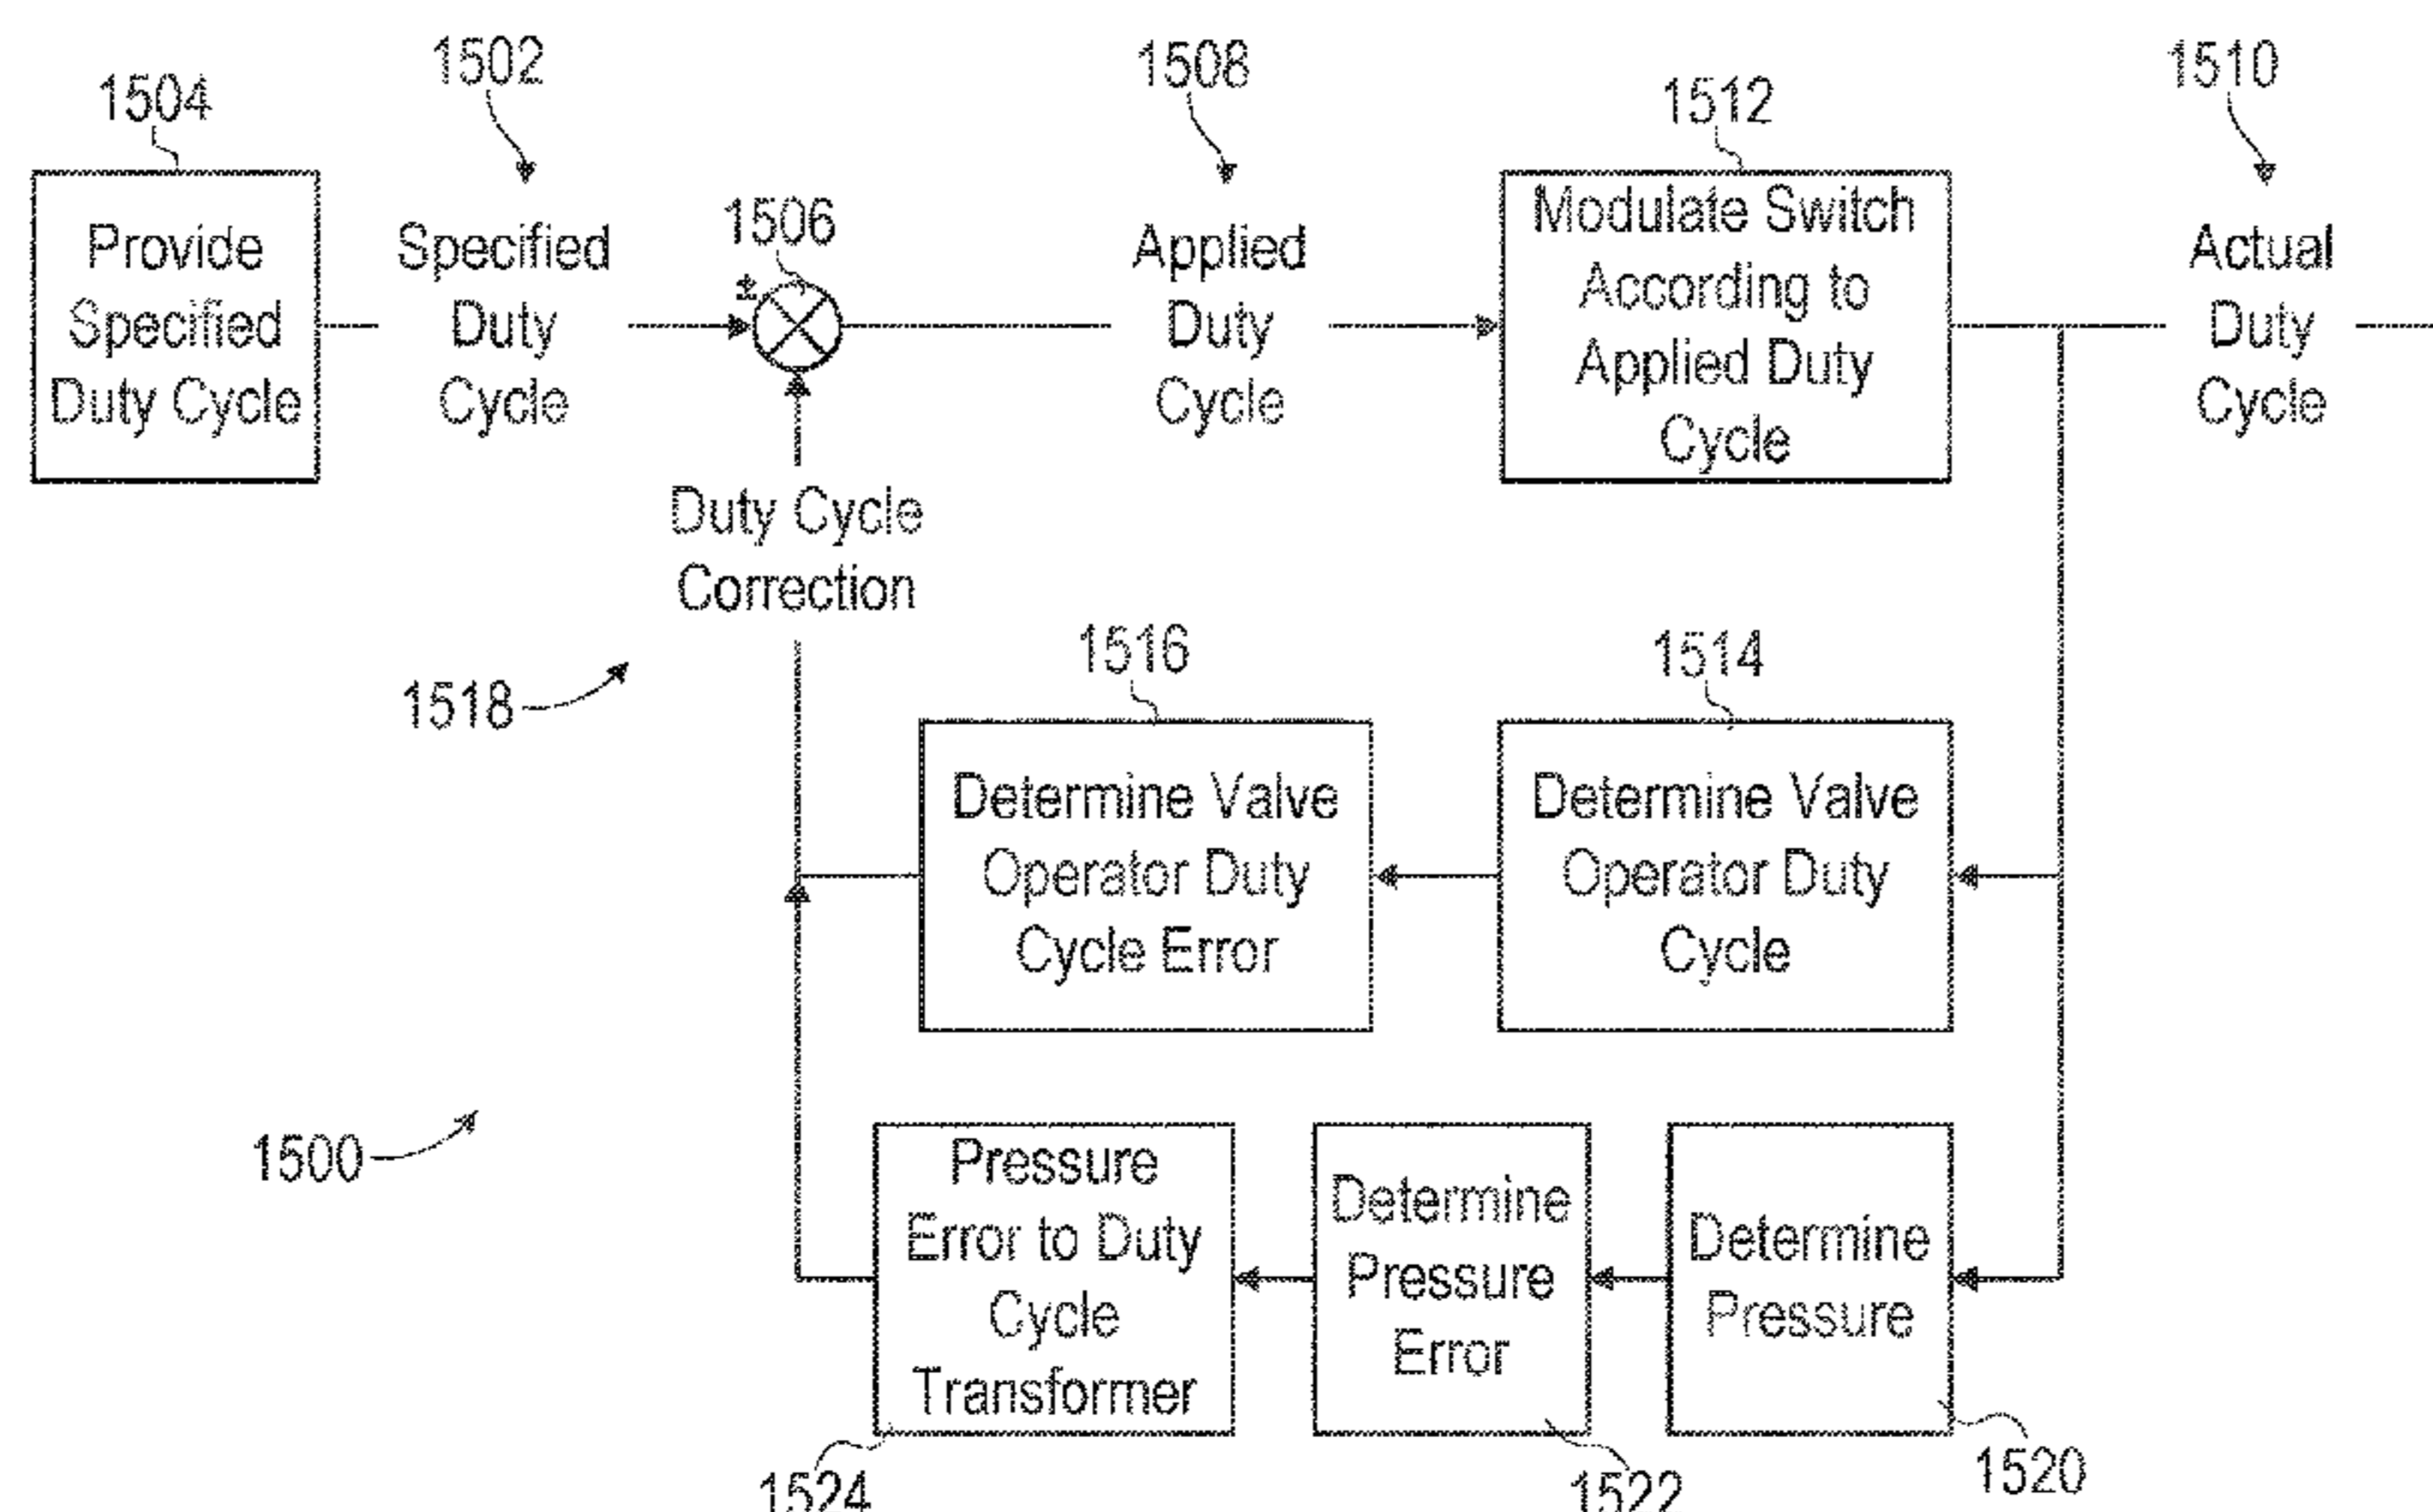 1504
1502
1508
1512
1510
Provide
Specified
Duty Cycle
Specified
Duty
Cycle
1506
±
Applied
Duty
Cycle
Modulate Switch
According to
Applied Duty
Cycle
Actual
Duty
Cycle
Duty Cycle
Correction
1518
1516
1514
Determine Valve
Operator Duty
Cycle Error
Determine Valve
Operator Duty
Cycle
1500
Pressure
Error to Duty
Cycle
Transformer
Determine
Pressure
Error
Determine
Pressure
1524
1522
1520